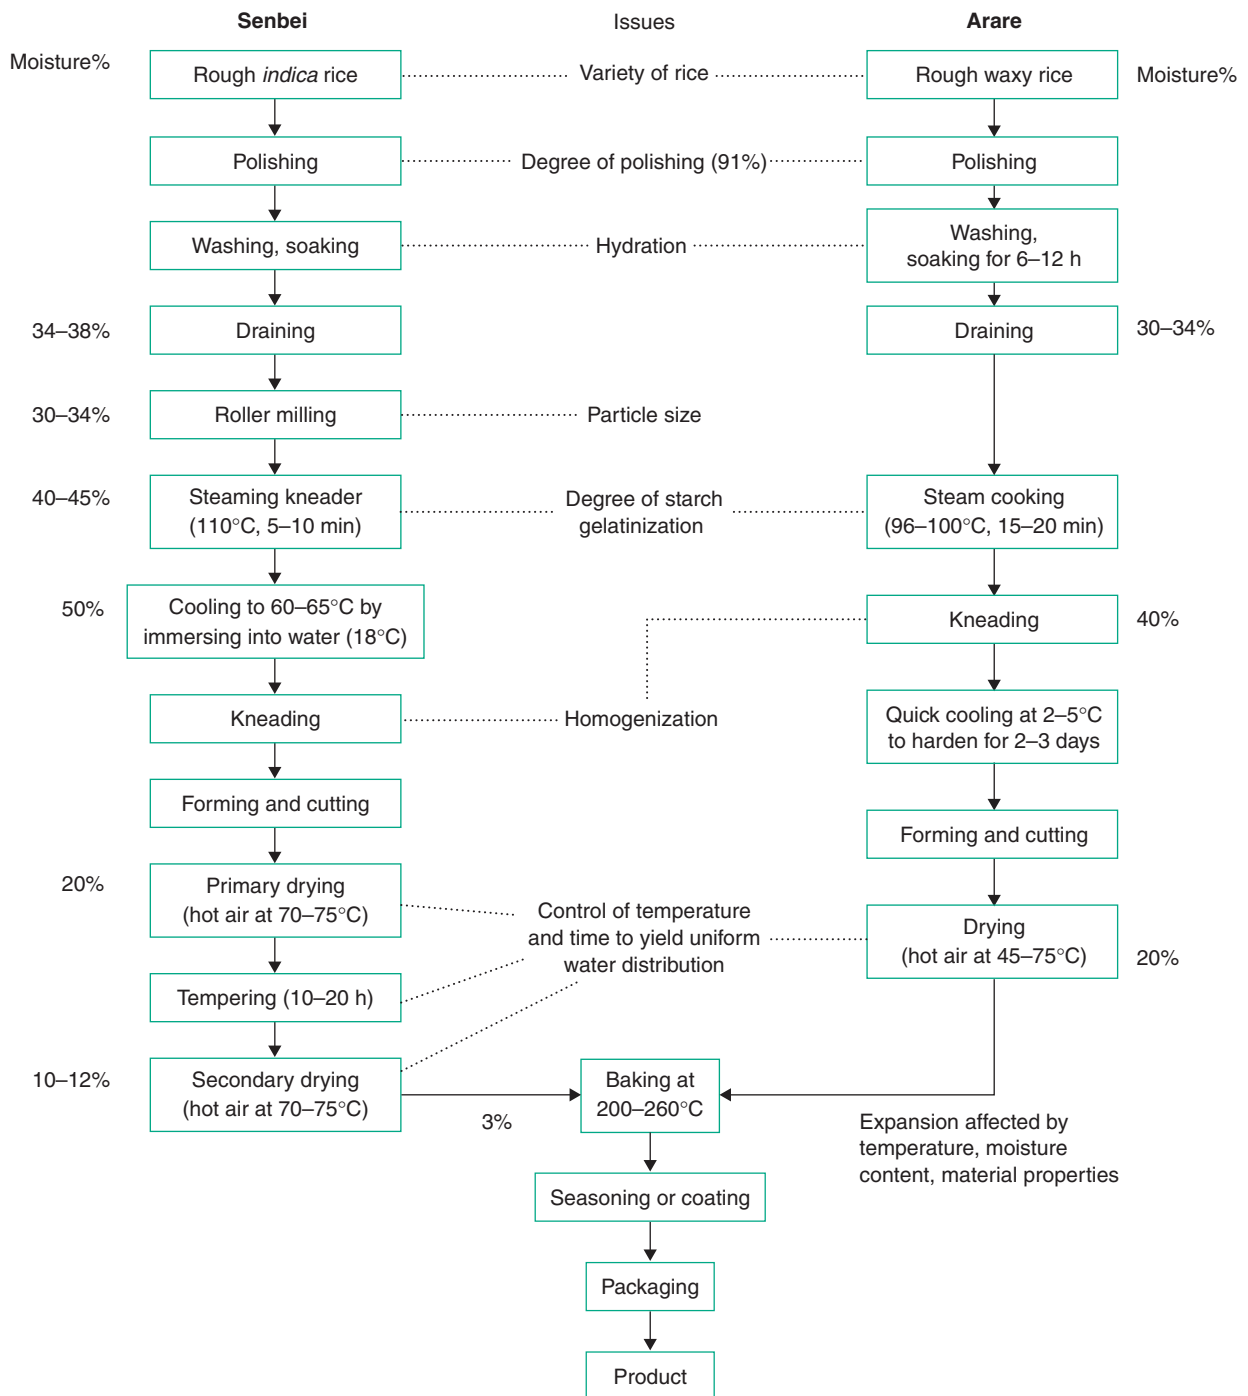 Senbei
Issues
Arare
Moisture%
Rough indica rice
Variety of rice
Rough waxy rice
Moisture%
Polishing
Degree of polishing (91%)
Polishing
Washing, soaking
Hydration
Washing,
soaking for 6–12 h
34–38%
Draining
Draining
30–34%
30–34%
Roller milling
Particle size
40–45%
Steaming kneader
(110°C, 5–10 min)
Degree of starch
gelatinization
Steam cooking
(96–100°C, 15–20 min)
50%
Cooling to 60–65°C by
immersing into water (18°C)
Kneading
40%
Kneading
Homogenization
Quick cooling at 2–5°C
to harden for 2–3 days
Forming and cutting
Forming and cutting
20%
Primary drying
(hot air at 70–75°C)
Control of temperature
and time to yield uniform
water distribution
Drying
(hot air at 45–75°C)
20%
Tempering (10–20 h)
10–12%
Secondary drying
(hot air at 70–75°C)
3%
Baking at
200–260°C
Expansion affected by
temperature, moisture
content, material properties
Seasoning or coating
Packaging
Product